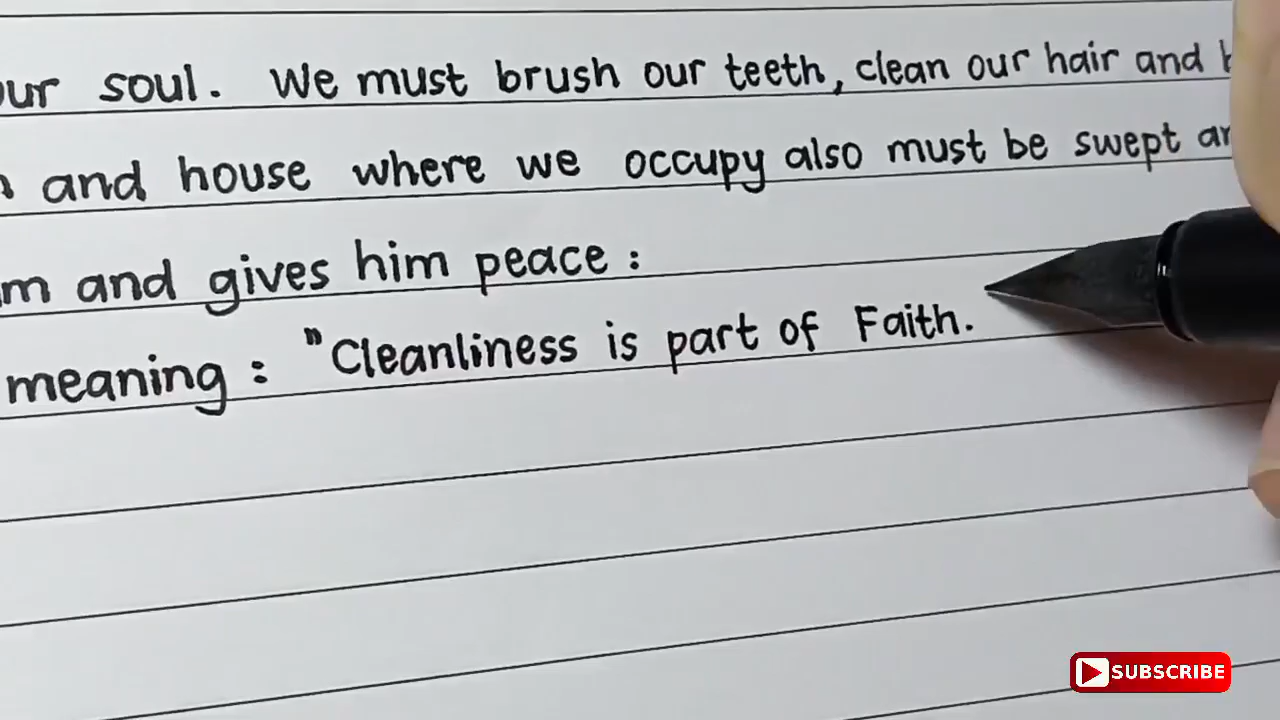 our soul. We must brush our teeth, clean our hair and
and house where we occupy also must be swept
and gives him peace :
meaning : "Cleanliness is part of Faith.
SUBSCRIBE